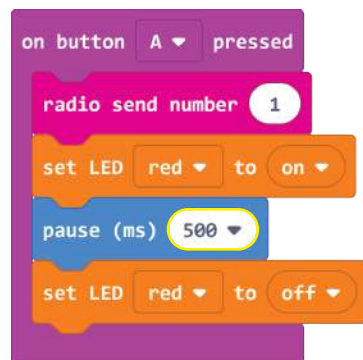 on button A pressed
radio send number 1
set LED red to on
pause (ms) 500
set LED red to off